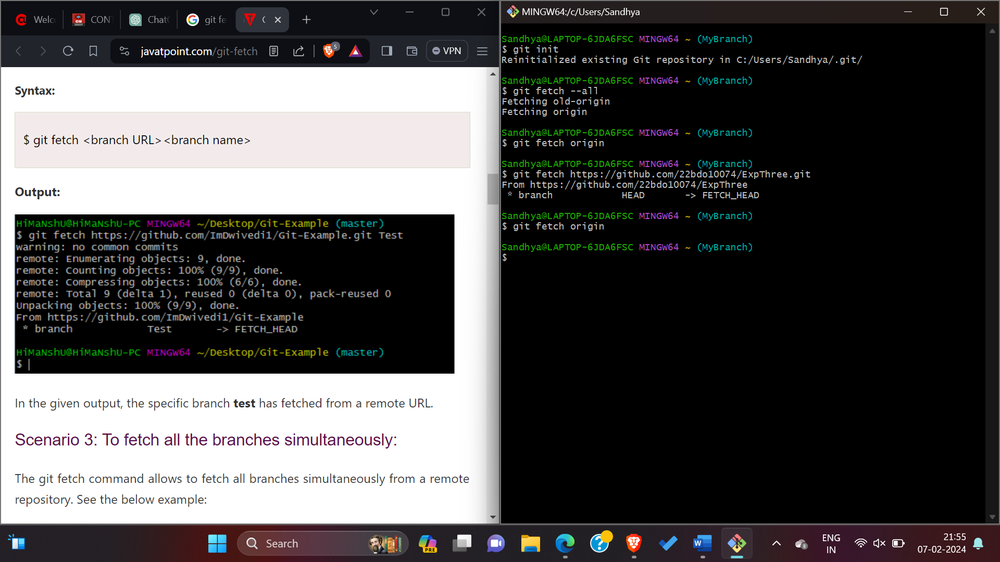 Welc
CONT
Chat
git fe
javatpoint.com/git-fetch
5
VPN
Syntax:
$ git fetch <branch URL><branch name>
Output:
HiMaNshU@HiMaNshU-PC MINGW64 ~/Desktop/Git-Example (master)
$ git fetch https://github.com/ImDwivedi1/Git-Example.git Test
warning: no common commits
remote: Enumerating objects: 9, done.
remote: Counting objects: 100% (9/9), done.
remote: Compressing objects: 100% (6/6), done.
remote: Total 9 (delta 1), reused 0 (delta 0), pack-reused 0
Unpacking objects: 100% (9/9), done.
From https://github.com/ImDwivedi1/Git-Example
* branch Test -> FETCH_HEAD
HiMaNshU@HiMaNshU-PC MINGW64 ~/Desktop/Git-Example (master)
$
In the given output, the specific branch test has fetched from a remote URL.
Scenario 3: To fetch all the branches simultaneously:
The git fetch command allows to fetch all branches simultaneously from a remote
repository. See the below example:
MINGW64:/c/Users/Sandhya
Sandhya@LAPTOP-6JDA6FSC MINGW64 ~ (MyBranch)
$ git init
Reinitialized existing Git repository in C:/Users/Sandhya/.git/
Sandhya@LAPTOP-6JDA6FSC MINGW64 ~ (MyBranch)
$ git fetch --all
Fetching old-origin
Fetching origin
Sandhya@LAPTOP-6JDA6FSC MINGW64 ~ (MyBranch)
$ git fetch origin
Sandhya@LAPTOP-6JDA6FSC MINGW64 ~ (MyBranch)
$ git fetch https://github.com/22bdo10074/ExpThree.git
From https://github.com/22bdo10074/ExpThree
* branch HEAD -> FETCH_HEAD
Sandhya@LAPTOP-6JDA6FSC MINGW64 ~ (MyBranch)
$ git fetch origin
Sandhya@LAPTOP-6JDA6FSC MINGW64 ~ (MyBranch)
$
Search
PRE
ENG
IN
21:55
07-02-2024